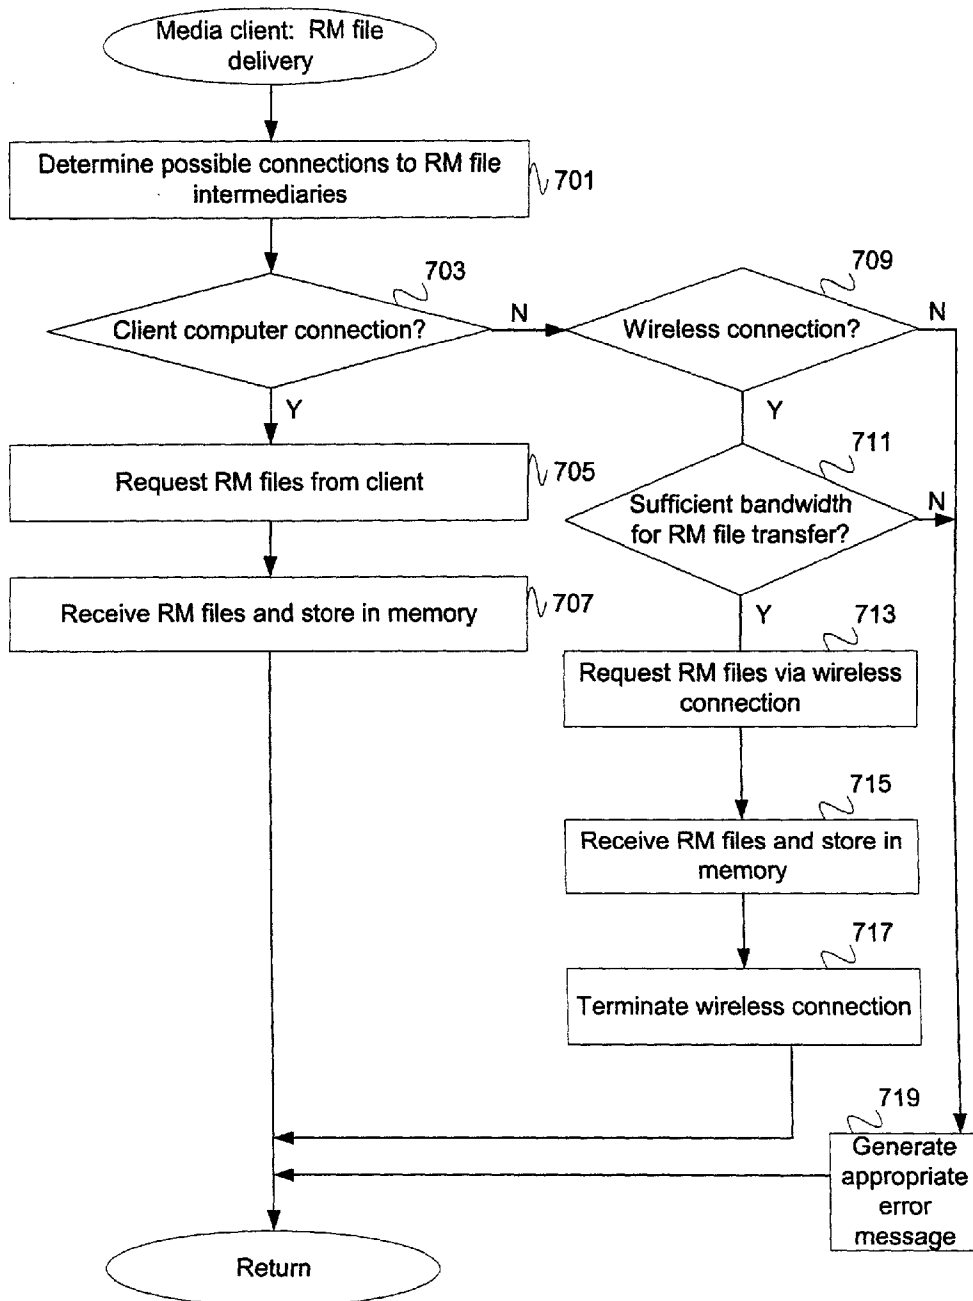 Media client: RM file
delivery
Determine possible connections to RM file
intermediaries
701
703
Client computer connection?
N
Y
709
Wireless connection?
N
Y
Request RM files from client
705
711
Sufficient bandwidth
for RM file transfer?
N
Y
Receive RM files and store in memory
707
713
Request RM files via wireless
connection
715
Receive RM files and store in
memory
717
Terminate wireless connection
719
Generate
appropriate
error
message
Return